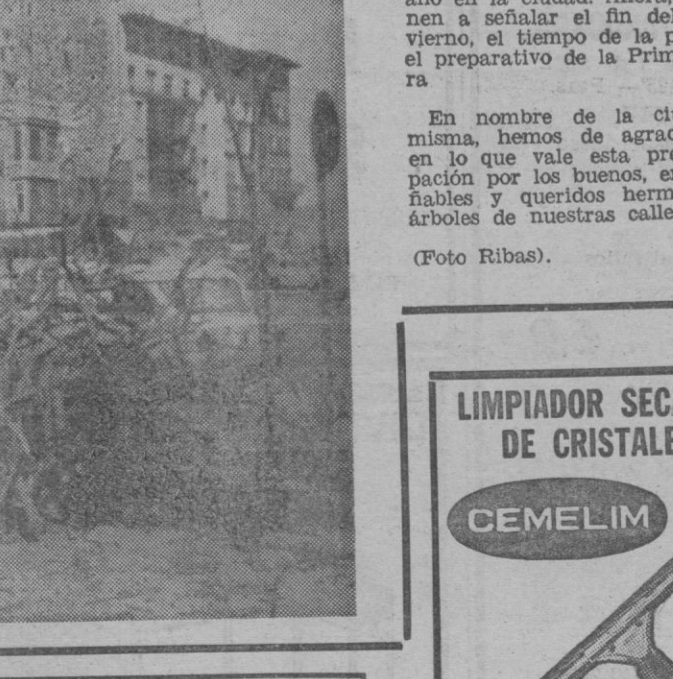 nen a señalar el fin del
vierno, el tiempo de la p
el preparativo de la Prim
ra
En nombre de la ci
misma, hemos de agrad
en lo que vale esta pre
pación por los buenos, e
ñables y queridos herm
árboles de nuestras calle
(Foto Ribas).
LIMPIADOR SEC
DE CRISTALE
CEMELIM